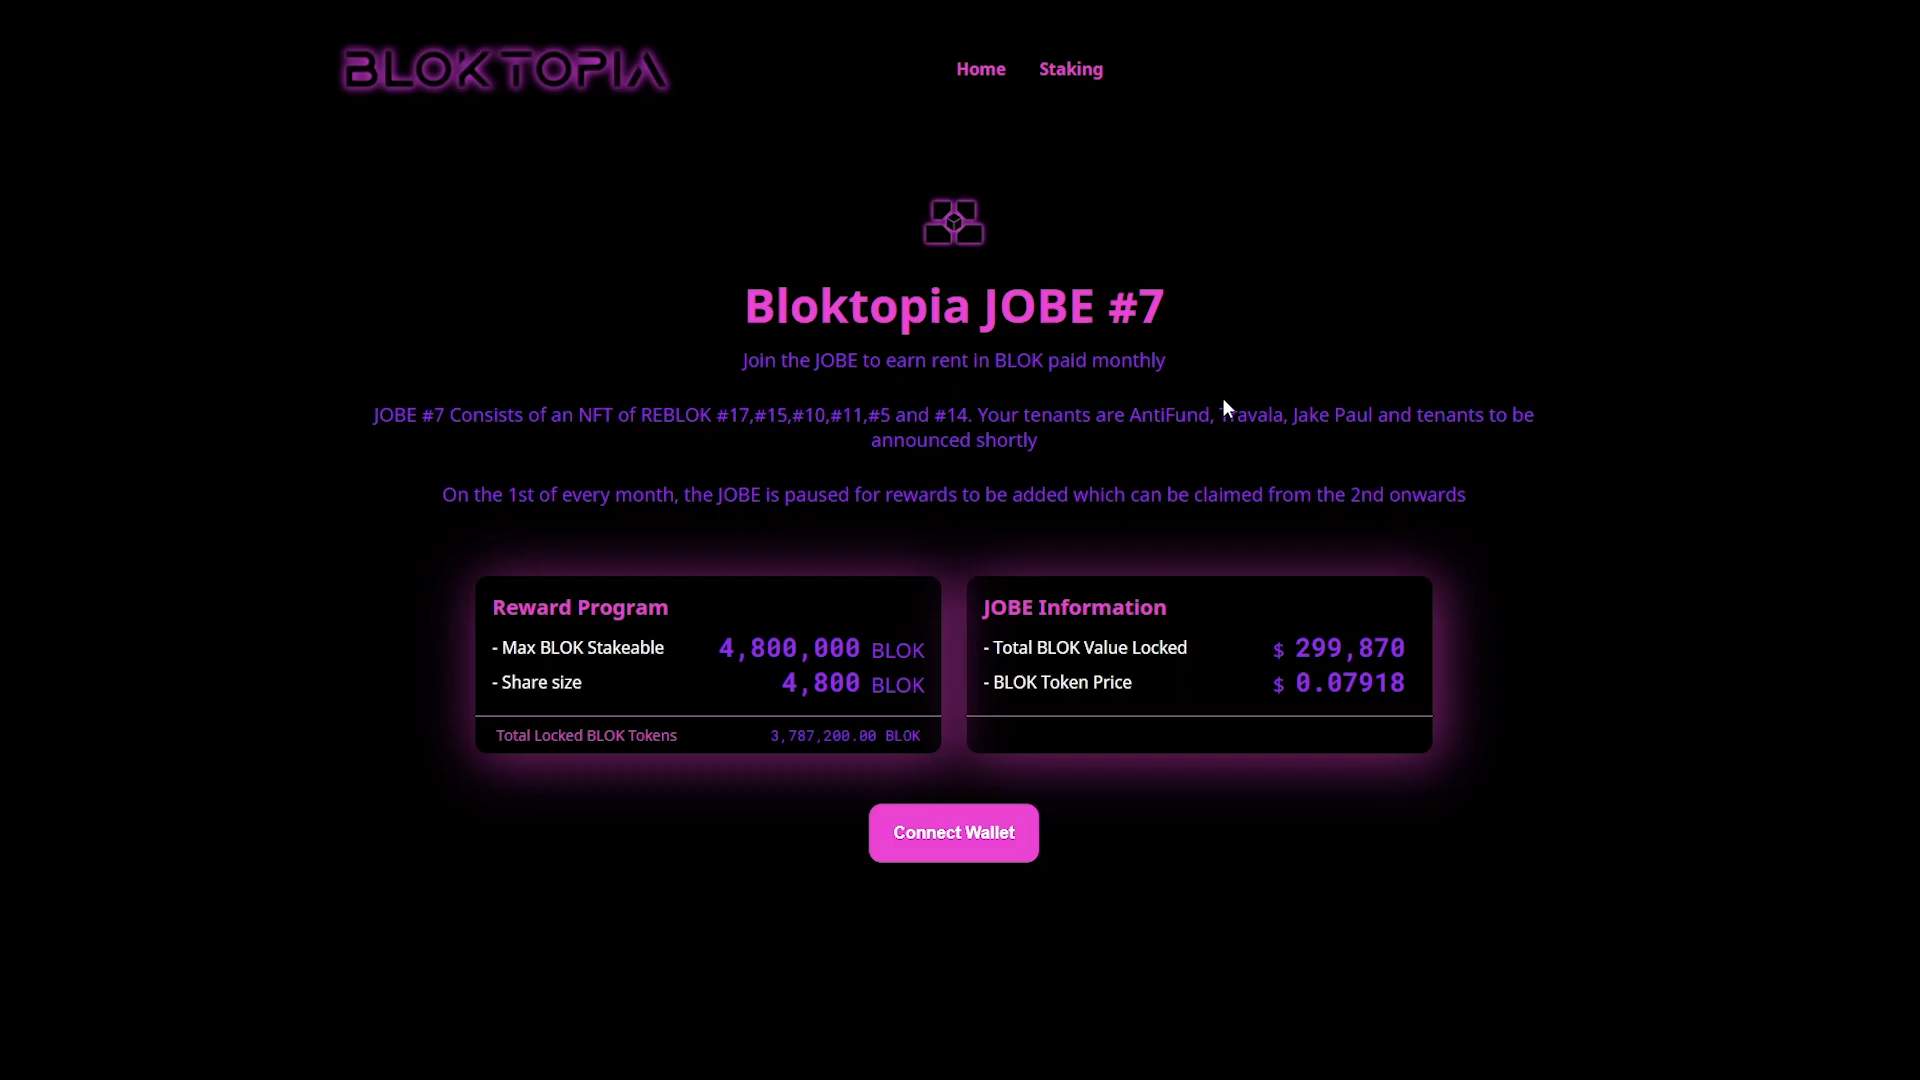 BLOKTOPIA
Home
Staking
Bloktopia JOBE #7
Join the JOBE to earn rent in BLOK paid monthly
JOBE #7 Consists of an NFT of REBLOK #17,#15,#10,#11,#5 and #14. Your tenants are AntiFund, Travala, Jake Paul and tenants to be
announced shortly
On the 1st of every month, the JOBE is paused for rewards to be added which can be claimed from the 2nd onwards
Reward Program
- Max BLOK Stakeable 4,800,000 BLOK
- Share size 4,800 BLOK
Total Locked BLOK Tokens 3,787,200.00 BLOK
JOBE Information
- Total BLOK Value Locked $ 299,870
- BLOK Token Price $ 0.07918
Connect Wallet